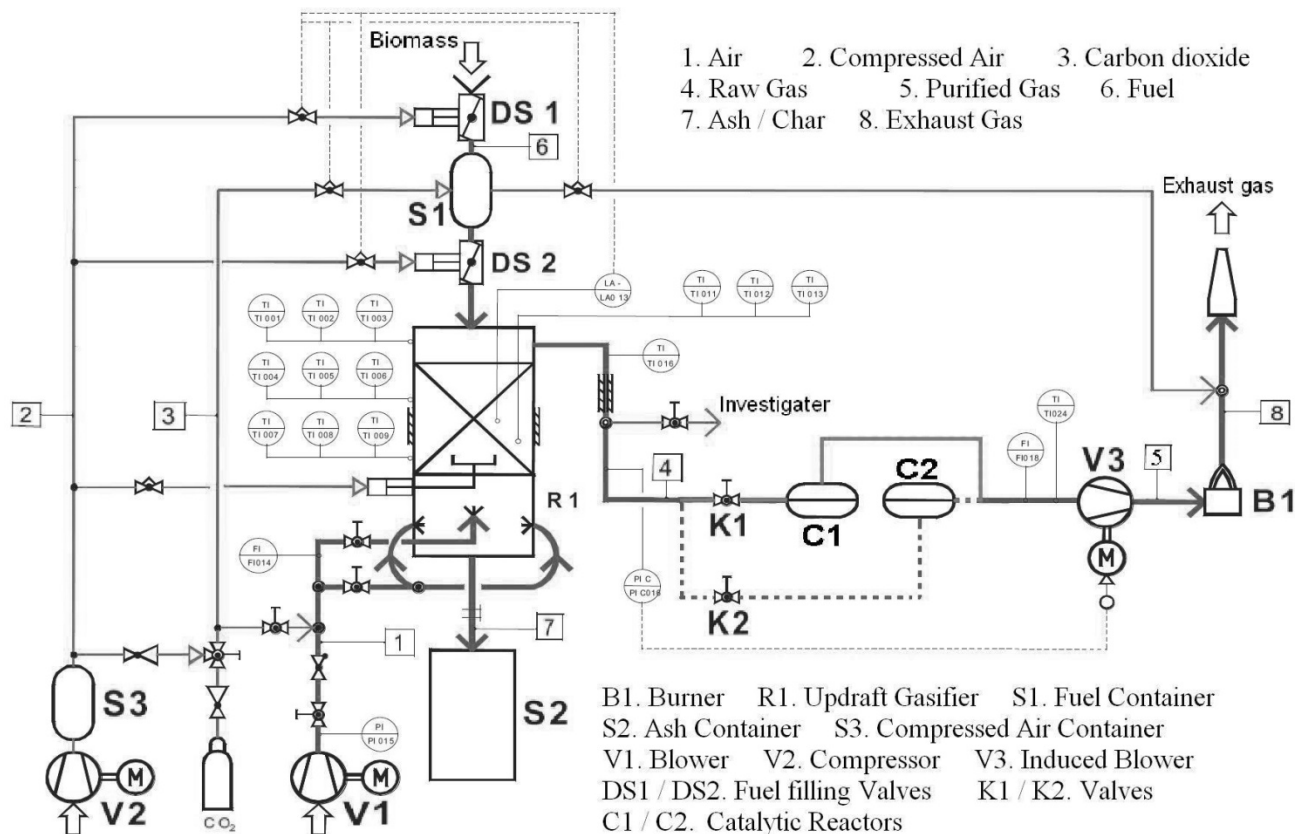 Biomass
1. Air 2. Compressed Air 3. Carbon dioxide
4. Raw Gas 5. Purified Gas 6. Fuel
7. Ash / Char 8. Exhaust Gas
DS 1
6
Exhaust gas
S1
DS 2
LA -
LA0 13
TI
TI 011
TI
TI 012
TI
TI 013
TI
TI 001
TI
TI 002
TI
TI 003
TI
TI 016
TI
TI 004
TI
TI 005
TI
TI 006
2
3
Investigater
8
TI
TI 007
TI
TI 008
TI
TI 009
4
FI
FI018
TI
TI024
V3
5
C2
R 1
K1
C1
B1
M
FI
FI014
PI C
PI C016
K2
1
7
S3
S2
PI
PI 015
M
V2
CO2
M
V1
B1. Burner R1. Updraft Gasifier S1. Fuel Container
S2. Ash Container S3. Compressed Air Container
V1. Blower V2. Compressor V3. Induced Blower
DS1 / DS2. Fuel filling Valves K1 / K2. Valves
C1 / C2. Catalytic Reactors